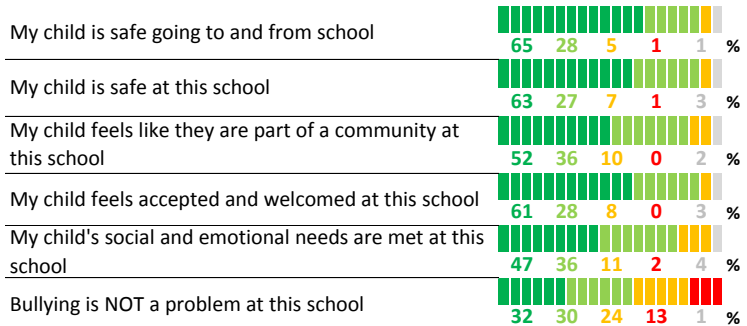 My child is safe going to and from school
65 28 5 1 1 %
My child is safe at this school
63 27 7 1 3 %
My child feels like they are part of a community at
this school
52 36 10 0 2 %
My child feels accepted and welcomed at this school
61 28 8 0 3 %
My child's social and emotional needs are met at this
school
47 36 11 2 4 %
Bullying is NOT a problem at this school
32 30 24 13 1 %